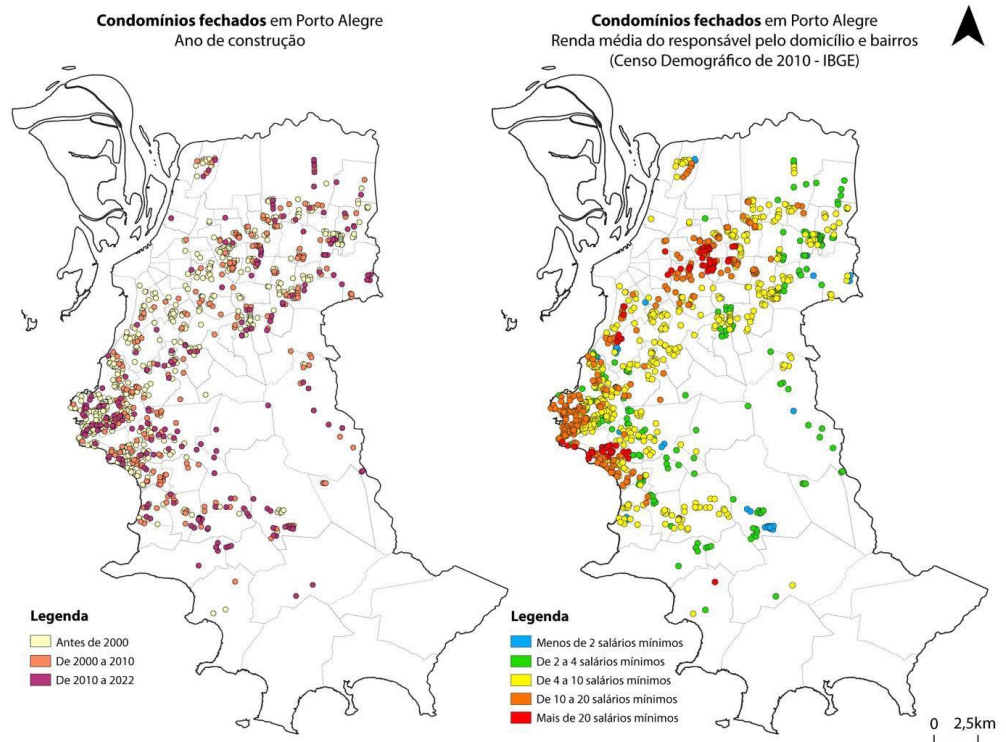 Condomínios fechados em Porto Alegre
Ano de construção
Condomínios fechados em Porto Alegre
Renda média do responsável pelo domicílio e bairros
(Censo Demográfico de 2010 - IBGE)
Legenda
Antes de 2000
De 2000 a 2010
De 2010 a 2022
Legenda
Menos de 2 salários mínimos
De 2 a 4 salários mínimos
De 4 a 10 salários mínimos
De 10 a 20 salários mínimos
Mais de 20 salários mínimos
0 2,5km